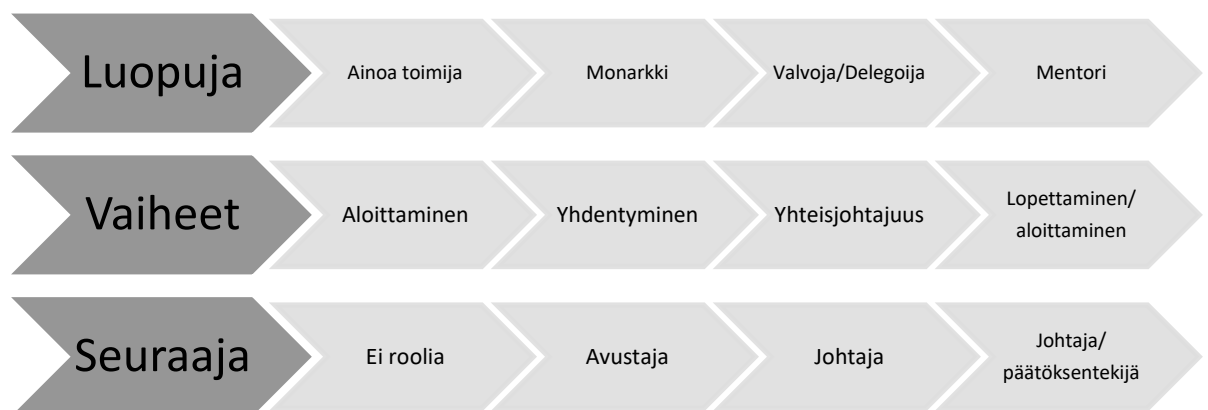 Luopuja
Ainoa toimija
Monarkki
Valvoja/Delegoija
Mentori
Vaiheet
Aloittaminen
Yhdentyminen
Yhteisjohtajuus
Lopettaminen/
aloittaminen
Seuraaja
Ei roolia
Avustaja
Johtaja
Johtaja/
päätöksentekijä